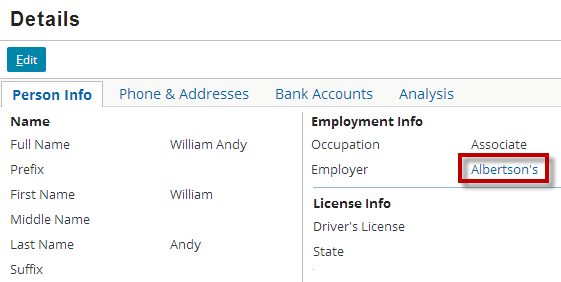 Details
Edit
Person Info Phone & Addresses Bank Accounts Analysis
Name
Full Name William Andy
Prefix
First Name William
Middle Name
Last Name Andy
Suffix
Employment Info
Occupation Associate
Employer Albertson's
License Info
Driver's License
State